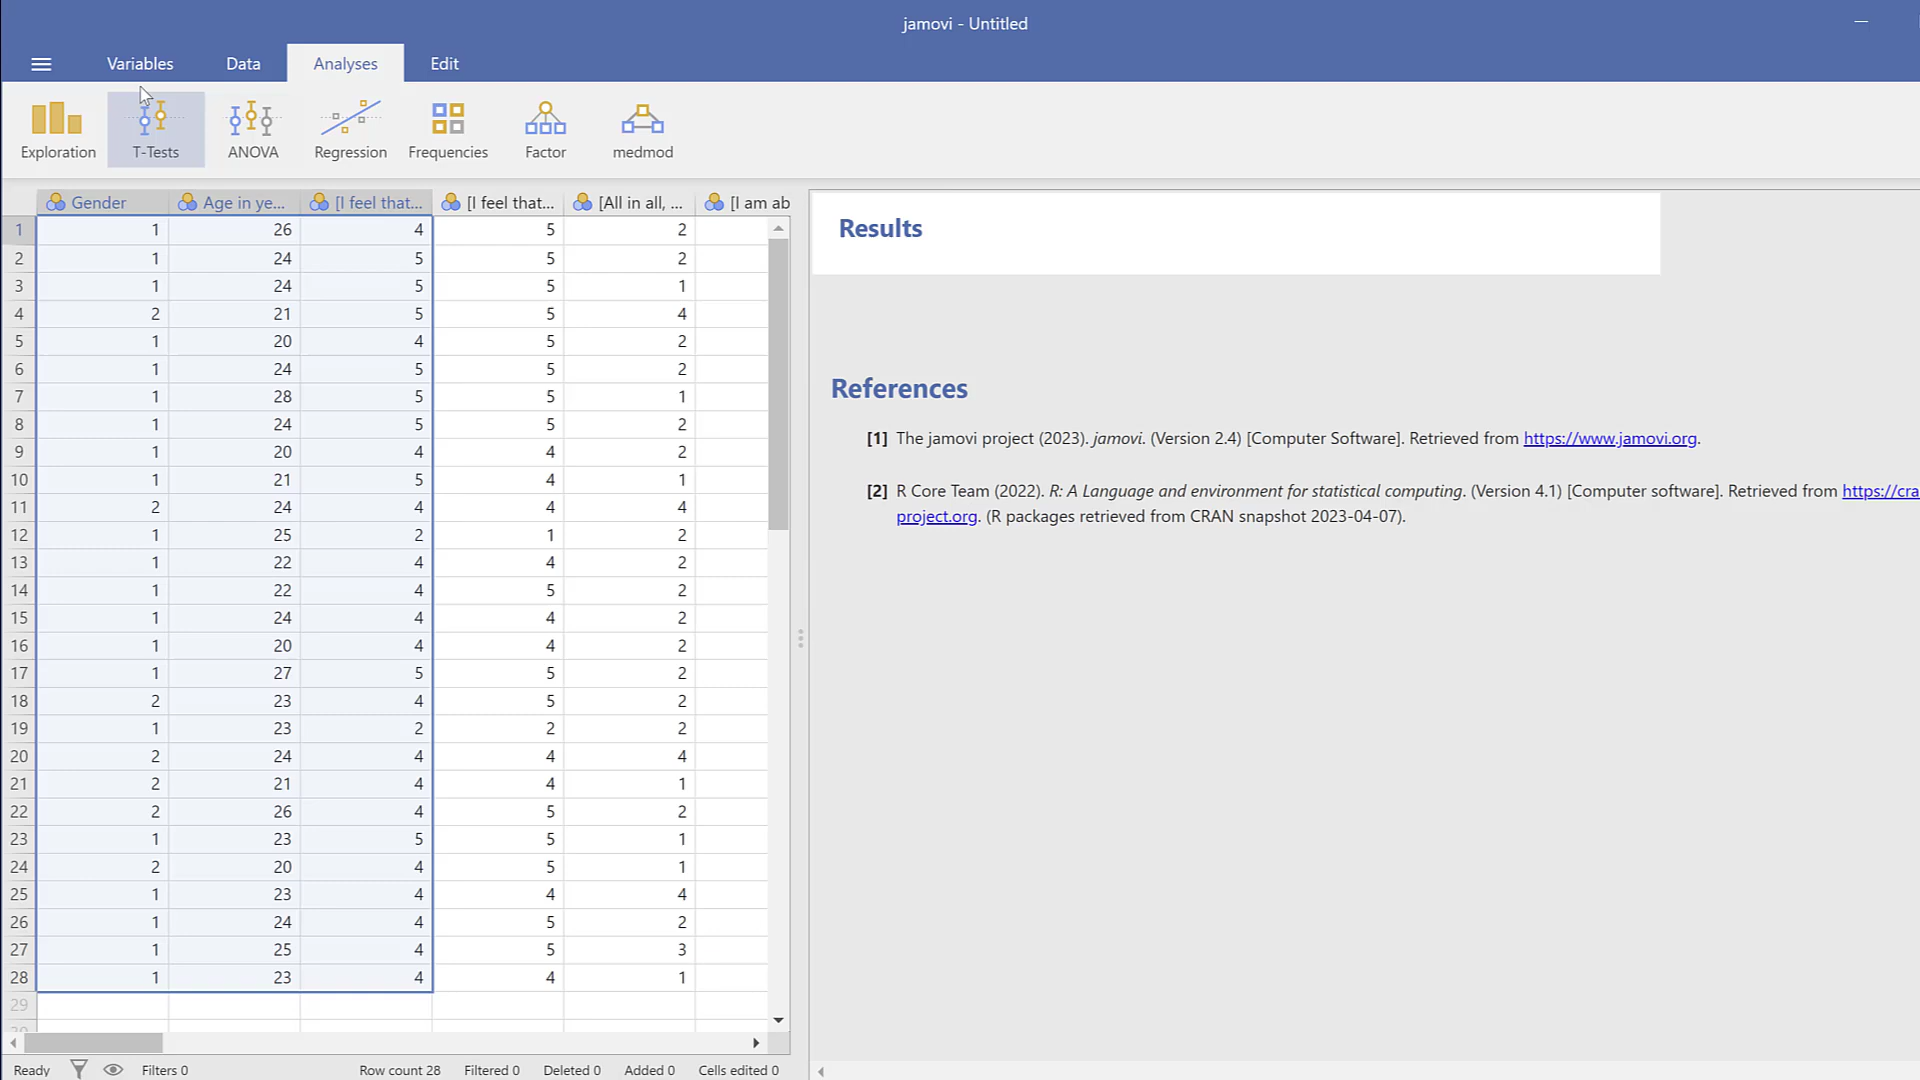 jamovi - Untitled
Variables Data Analyses Edit
Exploration T-Tests ANOVA Regression Frequencies Factor medmod
Gender Age in ye... [I feel that... [I feel that... [All in all, ... [I am ab
1 1 26 4 5 2
2 1 24 5 5 2
3 1 24 5 5 1
4 2 21 5 5 4
5 1 20 4 5 2
6 1 24 5 5 2
7 1 28 5 5 1
8 1 24 5 5 2
9 1 20 4 4 2
10 1 21 5 4 1
11 2 24 4 4 4
12 1 25 2 1 2
13 1 22 4 4 2
14 1 22 4 5 2
15 1 24 4 4 2
16 1 20 4 4 2
17 1 27 5 5 2
18 2 23 4 5 2
19 1 23 2 2 2
20 2 24 4 4 4
21 2 21 4 4 1
22 2 26 4 5 2
23 1 23 5 5 1
24 2 20 4 5 1
25 1 23 4 4 4
26 1 24 4 5 2
27 1 25 4 5 3
28 1 23 4 4 1
29
Results
References
[1] The jamovi project (2023). jamovi. (Version 2.4) [Computer Software]. Retrieved from https://www.jamovi.org.
[2] R Core Team (2022). R: A Language and environment for statistical computing. (Version 4.1) [Computer software]. Retrieved from https://cra
project.org. (R packages retrieved from CRAN snapshot 2023-04-07).
Ready Filters 0 Row count 28 Filtered 0 Deleted 0 Added 0 Cells edited 0